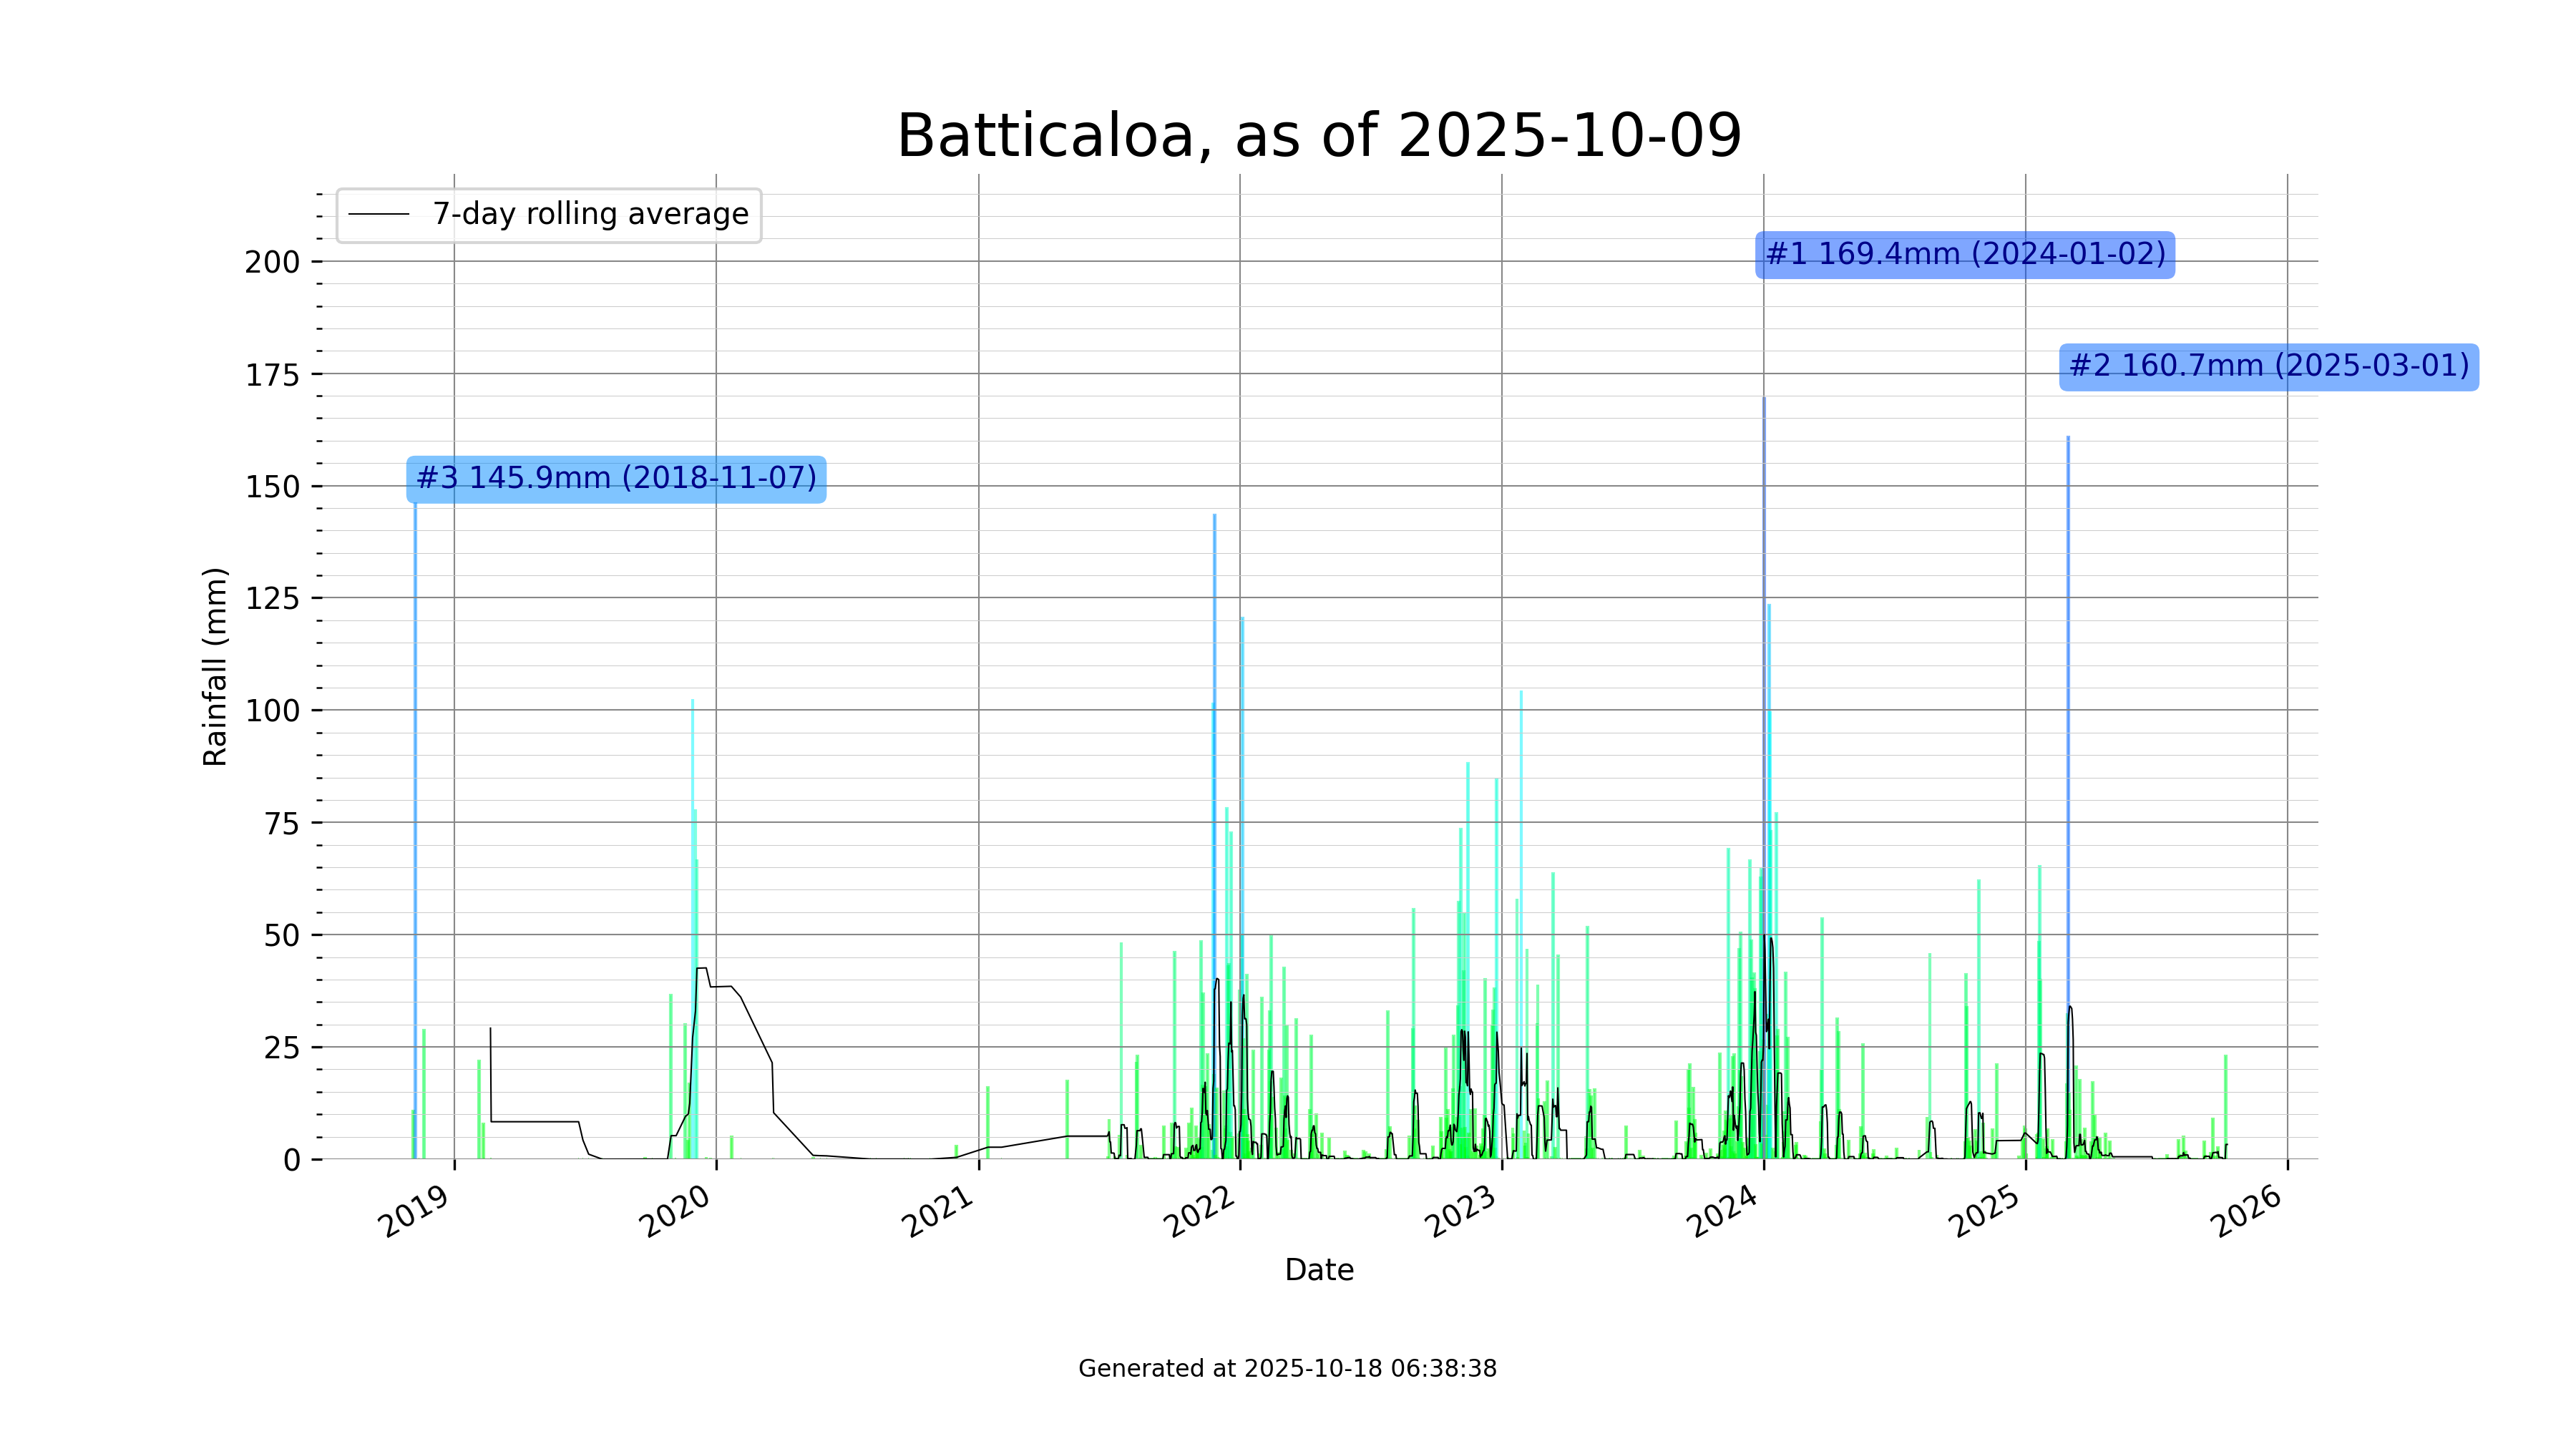 Batticaloa, as of 2025-10-09
7-day rolling average
#1 169.4mm (2024-01-02)
#2 160.7mm (2025-03-01)
#3 145.9mm (2018-11-07)
Rainfall (mm)
200
175
150
125
100
75
50
25
0
2019
2020
2021
2022
2023
2024
2025
2026
Date
Generated at 2025-10-18 06:38:38